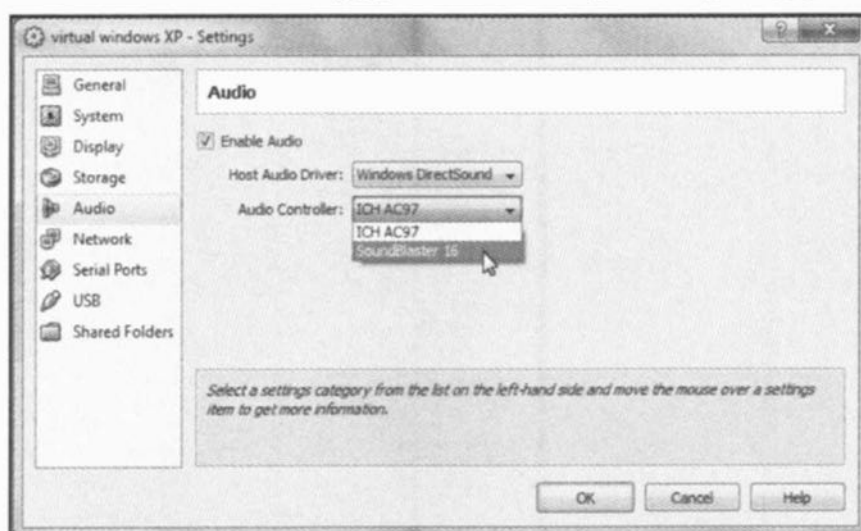 virtual windows XP - Settings
General
System
Display
Storage
Audio
Network
Serial Ports
USB
Shared Folders
Audio
Enable Audio
Host Audio Driver: Windows DirectSound
Audio Controller: ICH AC97
ICH AC97
SoundBlaster 16
Select a settings category from the list on the left-hand side and move the mouse over a settings
item to get more information.
OK Cancel Help